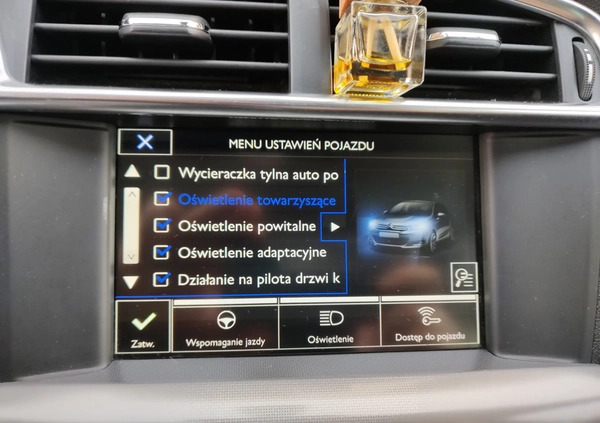 MENU USTAWIEŃ POJAZDU
Wycieraczka tylna auto po
Oświetlenie towarzyszące
Oświetlenie powitalne
Oświetlenie adaptacyjne
Działanie na pilota drzwi k
Zatw.
Wspomaganie jazdy
Oświetlenie
Dostęp do pojazdu